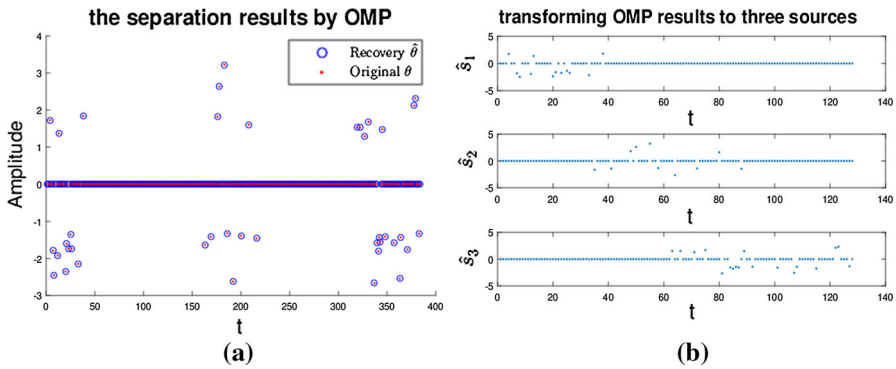 the separation results by OMP
4
3
2
1
0
-1
-2
-3
Amplitude
Recovery θ̂
Original θ
0
50
100
150
200
250
300
350
400
t
(a)
transforming OMP results to three sources
5
0
-5
ŝ1
0 20 40 60 80 100 120 140
t
5
0
-5
ŝ2
0 20 40 60 80 100 120 140
t
5
0
-5
ŝ3
0 20 40 60 80 100 120 140
t
(b)